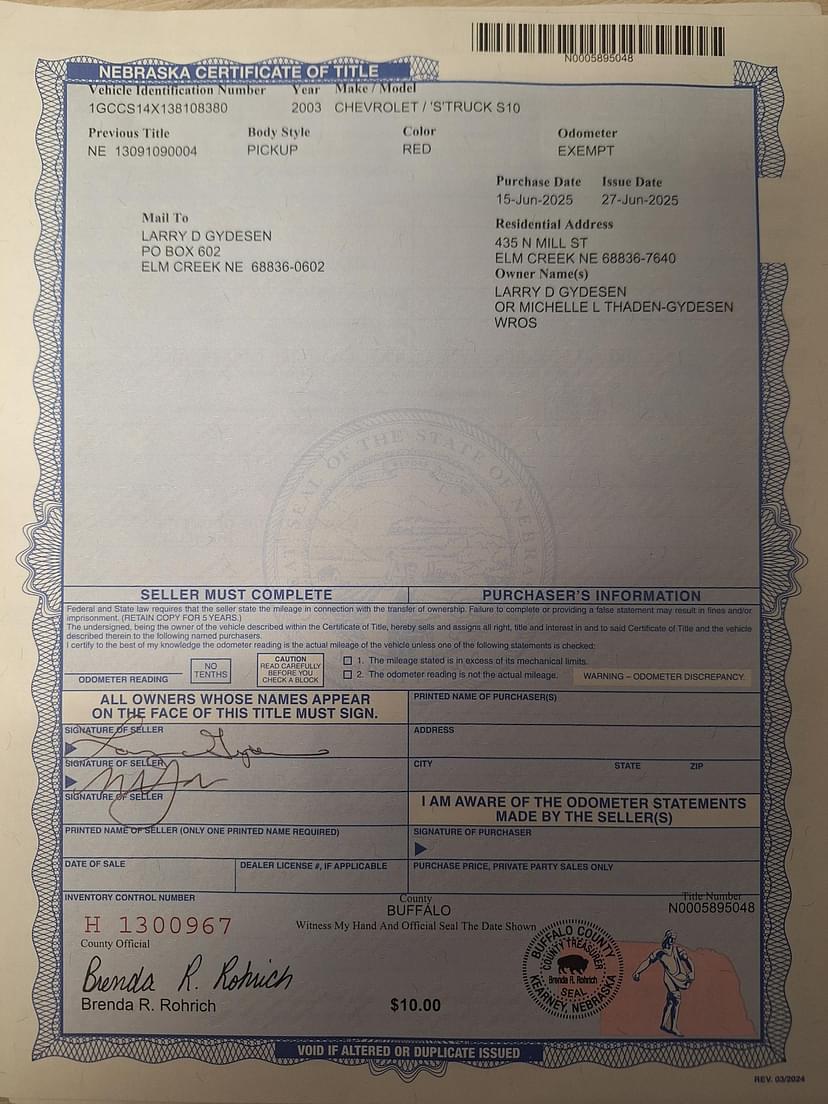 N0005895048
NEBRASKA CERTIFICATE OF TITLE
Vehicle Identification Number Year Make / Model
1GCCS14X138108380 2003 CHEVROLET / 'S'TRUCK S10
Previous Title Body Style Color Odometer
NE 13091090004 PICKUP RED EXEMPT
Purchase Date Issue Date
15-Jun-2025 27-Jun-2025
Mail To
LARRY D GYDESEN
PO BOX 602
ELM CREEK NE 68836-0602
Residential Address
435 N MILL ST
ELM CREEK NE 68836-7640
Owner Name(s)
LARRY D GYDESEN
OR MICHELLE L THADEN-GYDESEN
WROS
SEAL OF THE STATE OF NEBR
SELLER MUST COMPLETE PURCHASER'S INFORMATION
Federal and State law requires that the seller state the mileage in connection with the transfer of ownership. Failure to complete or providing a false statement may result in fines and/or
imprisonment. (RETAIN COPY FOR 5 YEARS.)
The undersigned, being the owner of the vehicle described within the Certificate of Title, hereby sells and assigns all right, title and interest in and to said Certificate of Title and the vehicle
described therein to the following named purchasers.
I certify to the best of my knowledge the odometer reading is the actual mileage of the vehicle unless one of the following statements is checked:
ODOMETER READING
NO
TENTHS
CAUTION
READ CAREFULLY
BEFORE YOU
CHECK A BLOCK
1. The mileage stated is in excess of its mechanical limits.
2. The odometer reading is not the actual mileage.
WARNING – ODOMETER DISCREPANCY.
ALL OWNERS WHOSE NAMES APPEAR
ON THE FACE OF THIS TITLE MUST SIGN.
SIGNATURE OF SELLER
SIGNATURE OF SELLER
SIGNATURE OF SELLER
PRINTED NAME OF SELLER (ONLY ONE PRINTED NAME REQUIRED)
DATE OF SALE DEALER LICENSE #, IF APPLICABLE
PRINTED NAME OF PURCHASER(S)
ADDRESS
CITY STATE ZIP
I AM AWARE OF THE ODOMETER STATEMENTS
MADE BY THE SELLER(S)
SIGNATURE OF PURCHASER
PURCHASE PRICE, PRIVATE PARTY SALES ONLY
INVENTORY CONTROL NUMBER County Title Number
H 1300967 BUFFALO N0005895048
Witness My Hand And Official Seal The Date Shown
County Official
Brenda R. Rohrich
Brenda R. Rohrich
$10.00
BUFFALO COUNTY
COUNTY TREASURER
Brenda R. Rohrich
SEAL
KEARNEY, NEBRASKA
VOID IF ALTERED OR DUPLICATE ISSUED
REV. 03/2024